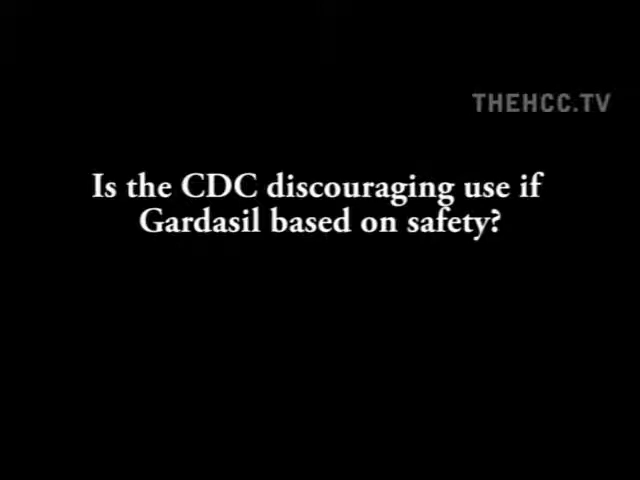 THEHCC.TV
Is the CDC discouraging use if
Gardasil based on safety?